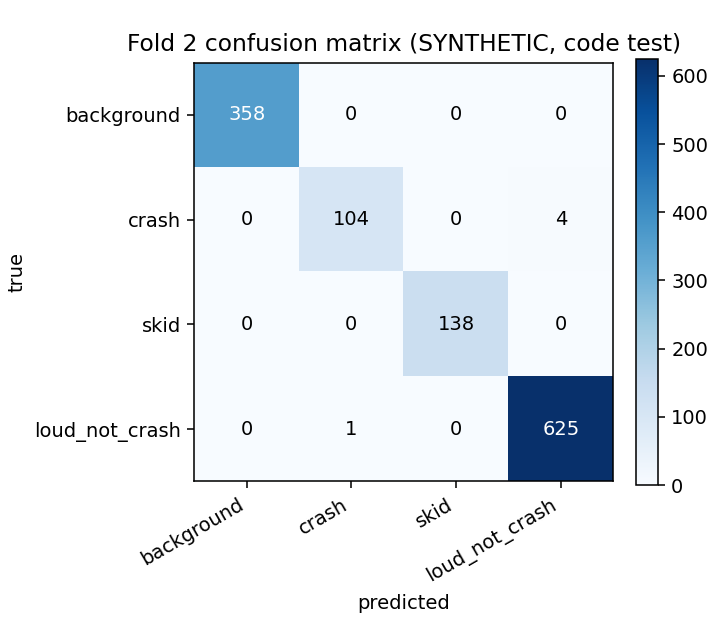 Fold 2 confusion matrix (SYNTHETIC, code test)
background 358 0 0 0
crash 0 104 0 4
skid 0 0 138 0
loud_not_crash 0 1 0 625
true
background crash skid loud_not_crash
predicted
600
500
400
300
200
100
0